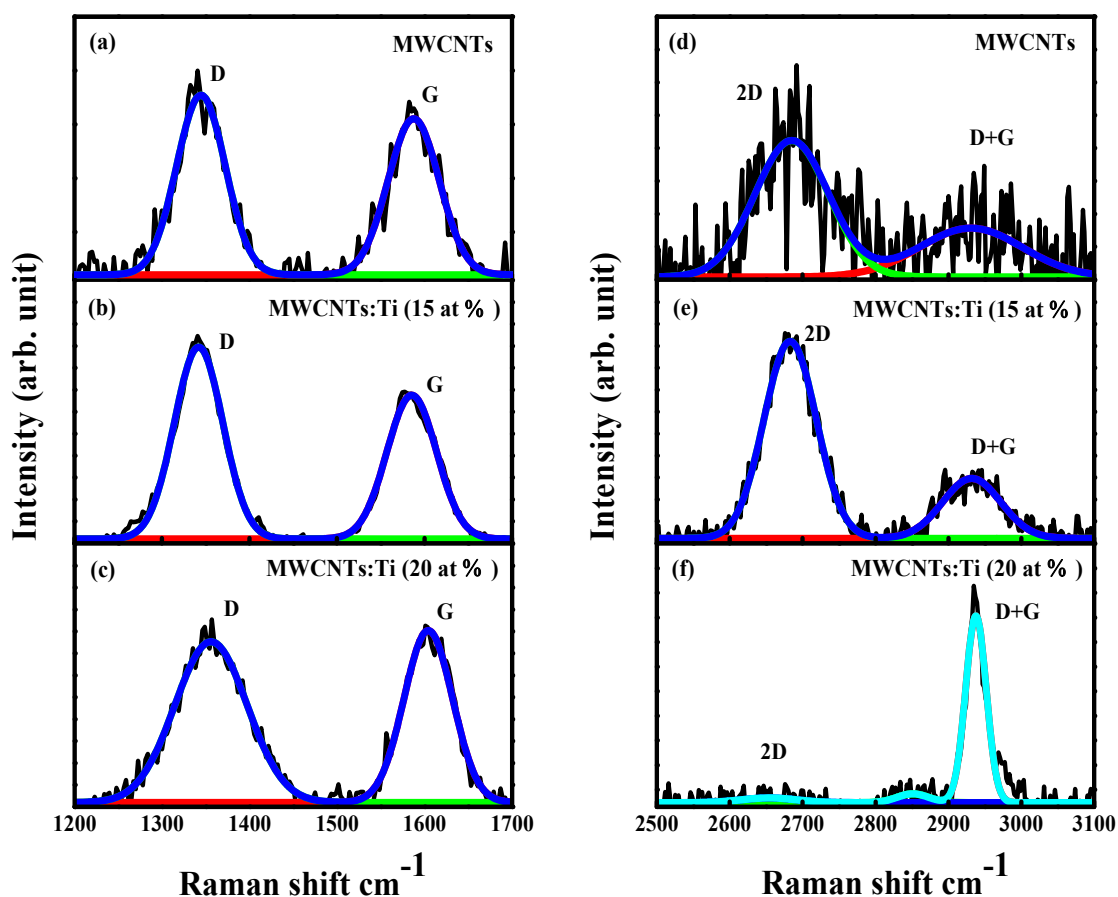 (a)
MWCNTs
D
G
(b)
MWCNTs:Ti (15 at % )
D
G
(c)
MWCNTs:Ti (20 at % )
D
G
1200 1300 1400 1500 1600 1700
Raman shift cm-1
Intensity (arb. unit)
(d)
MWCNTs
2D
D+G
(e)
MWCNTs:Ti (15 at % )
2D
D+G
(f)
MWCNTs:Ti (20 at % )
D+G
2D
2500 2600 2700 2800 2900 3000 3100
Raman shift cm-1
Intensity (arb. unit)